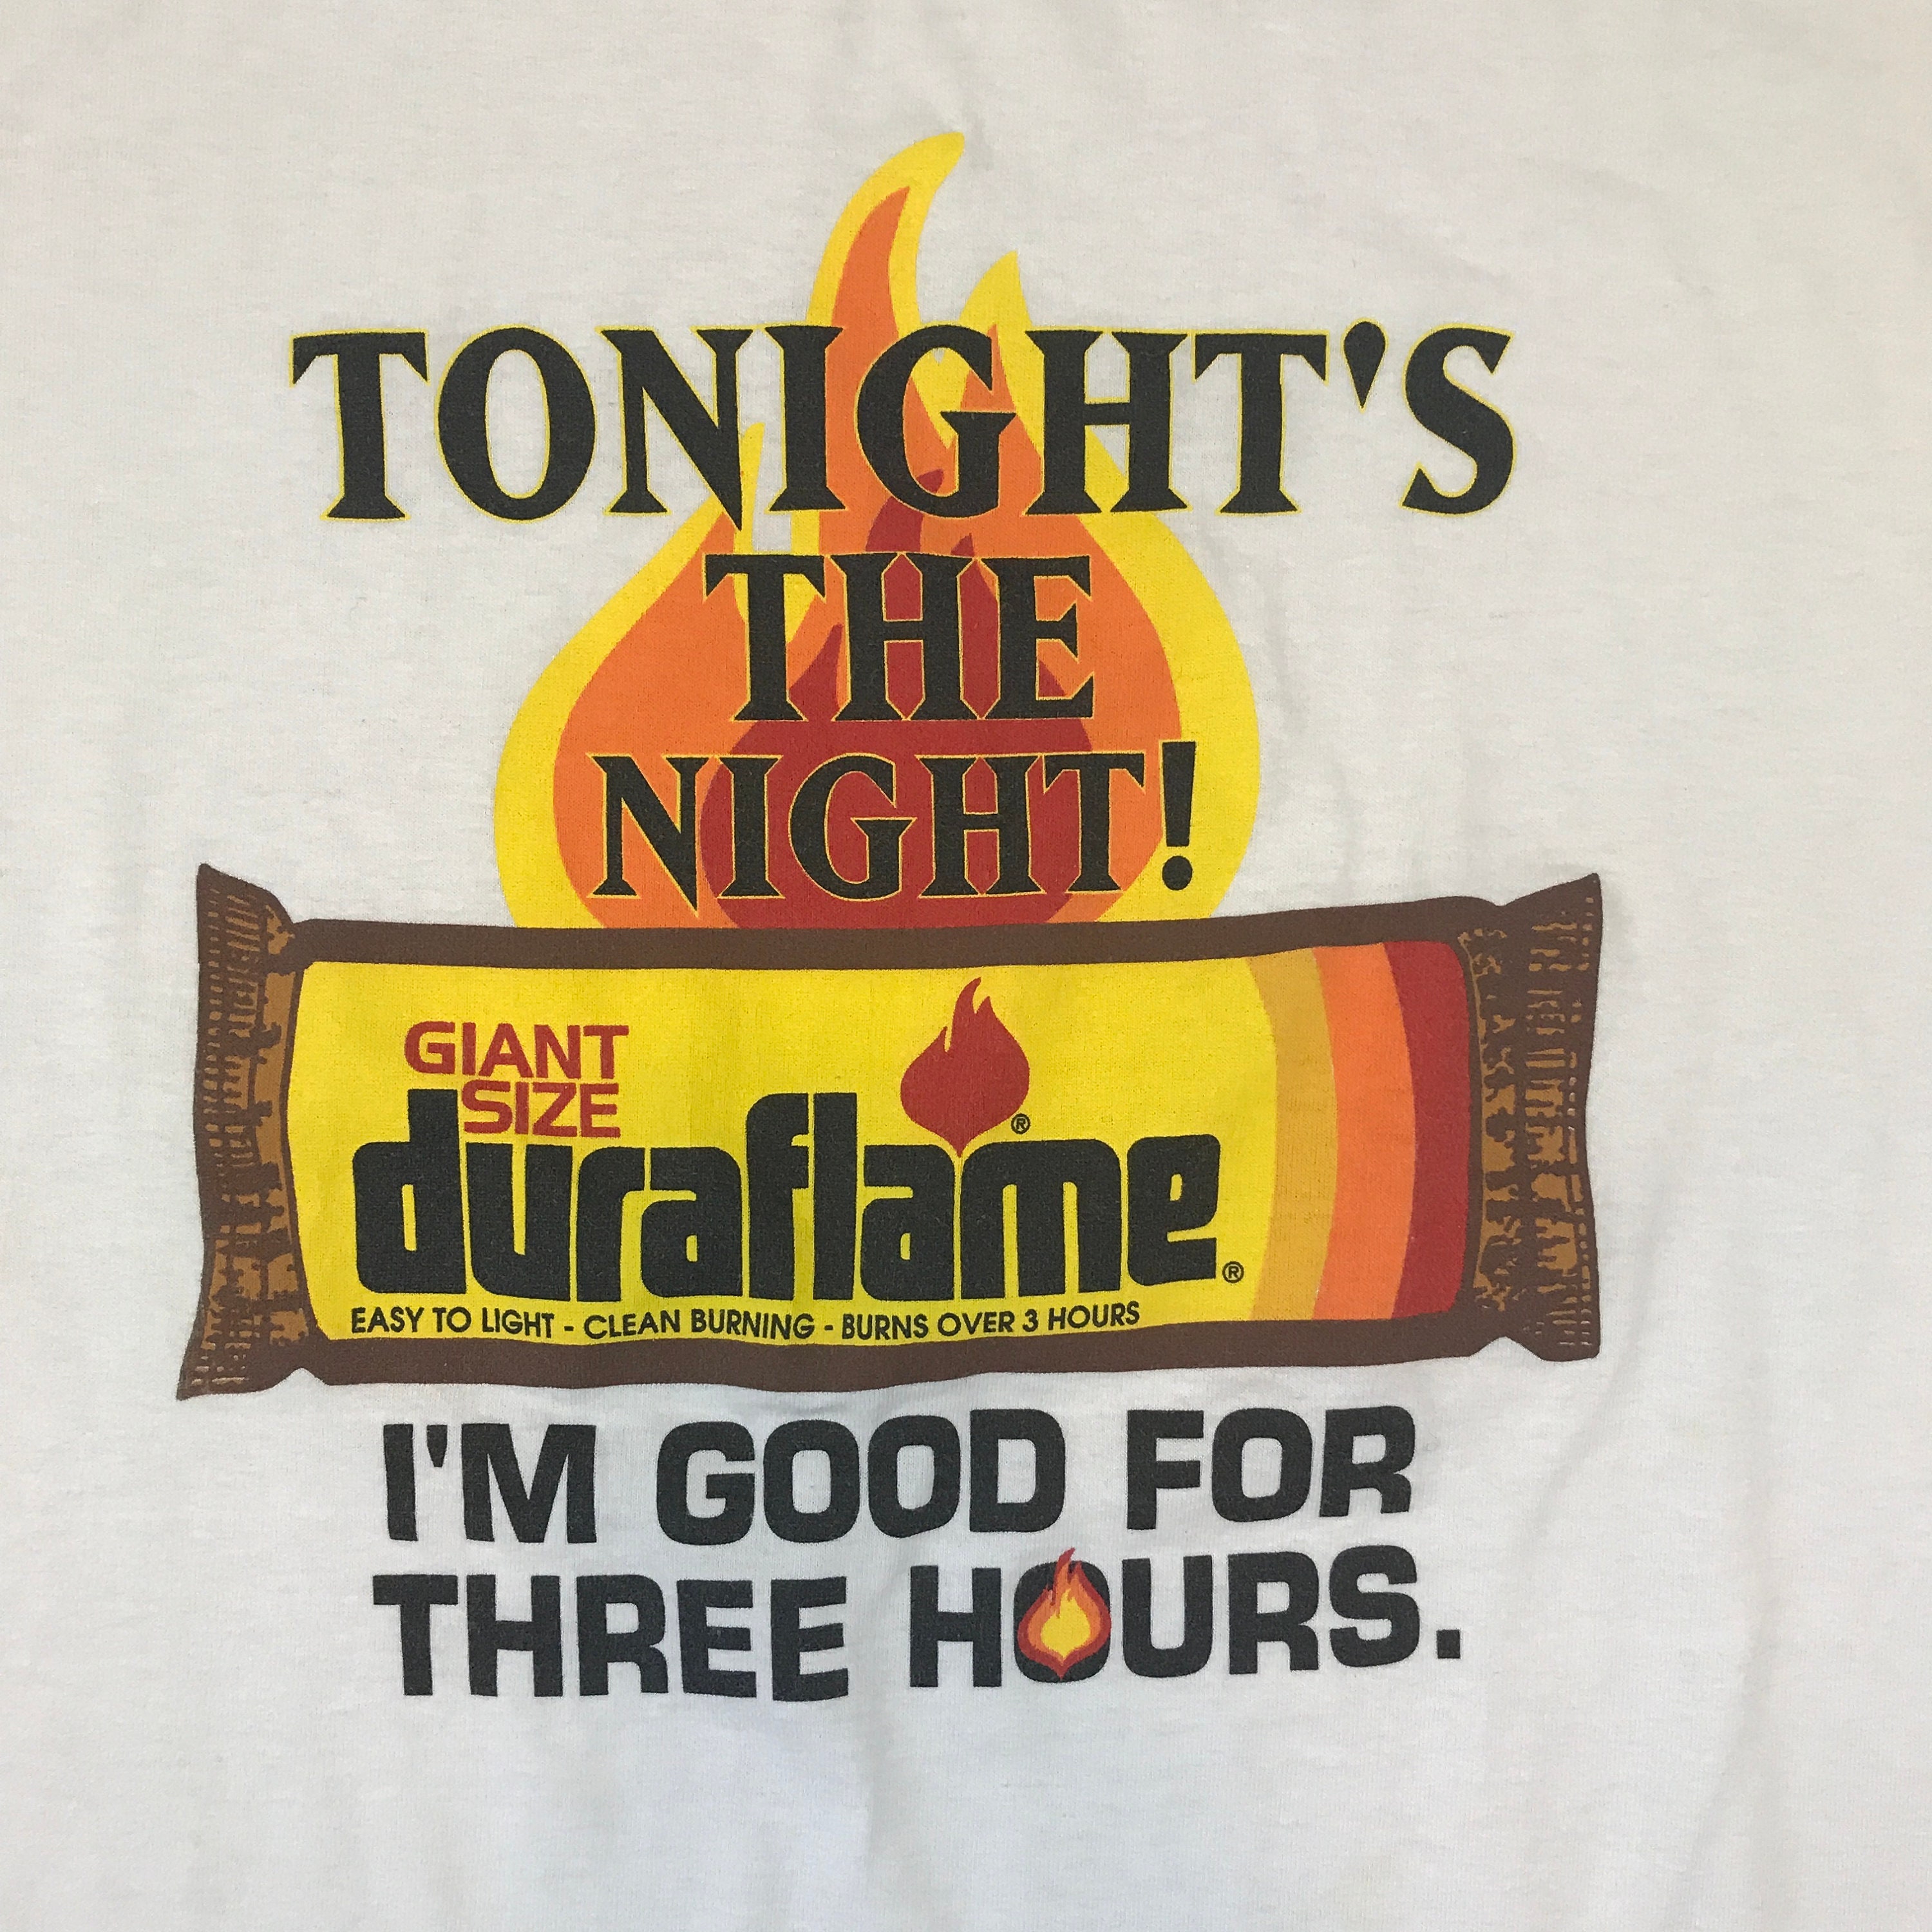 TONIGHT'S
THE
NIGHT!
GIANT
SIZE
duraflame®
EASY TO LIGHT - CLEAN BURNING - BURNS OVER 3 HOURS
I'M GOOD FOR
THREE HOURS.